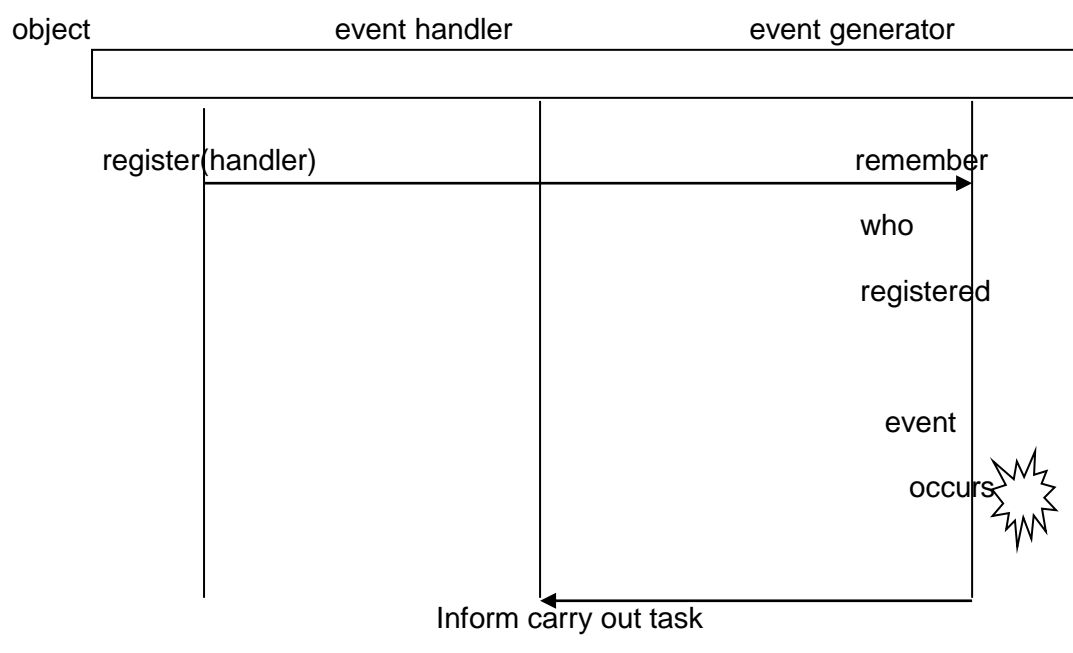 object event handler event generator
register(handler) remember
who
registered
event
occurs
Inform carry out task